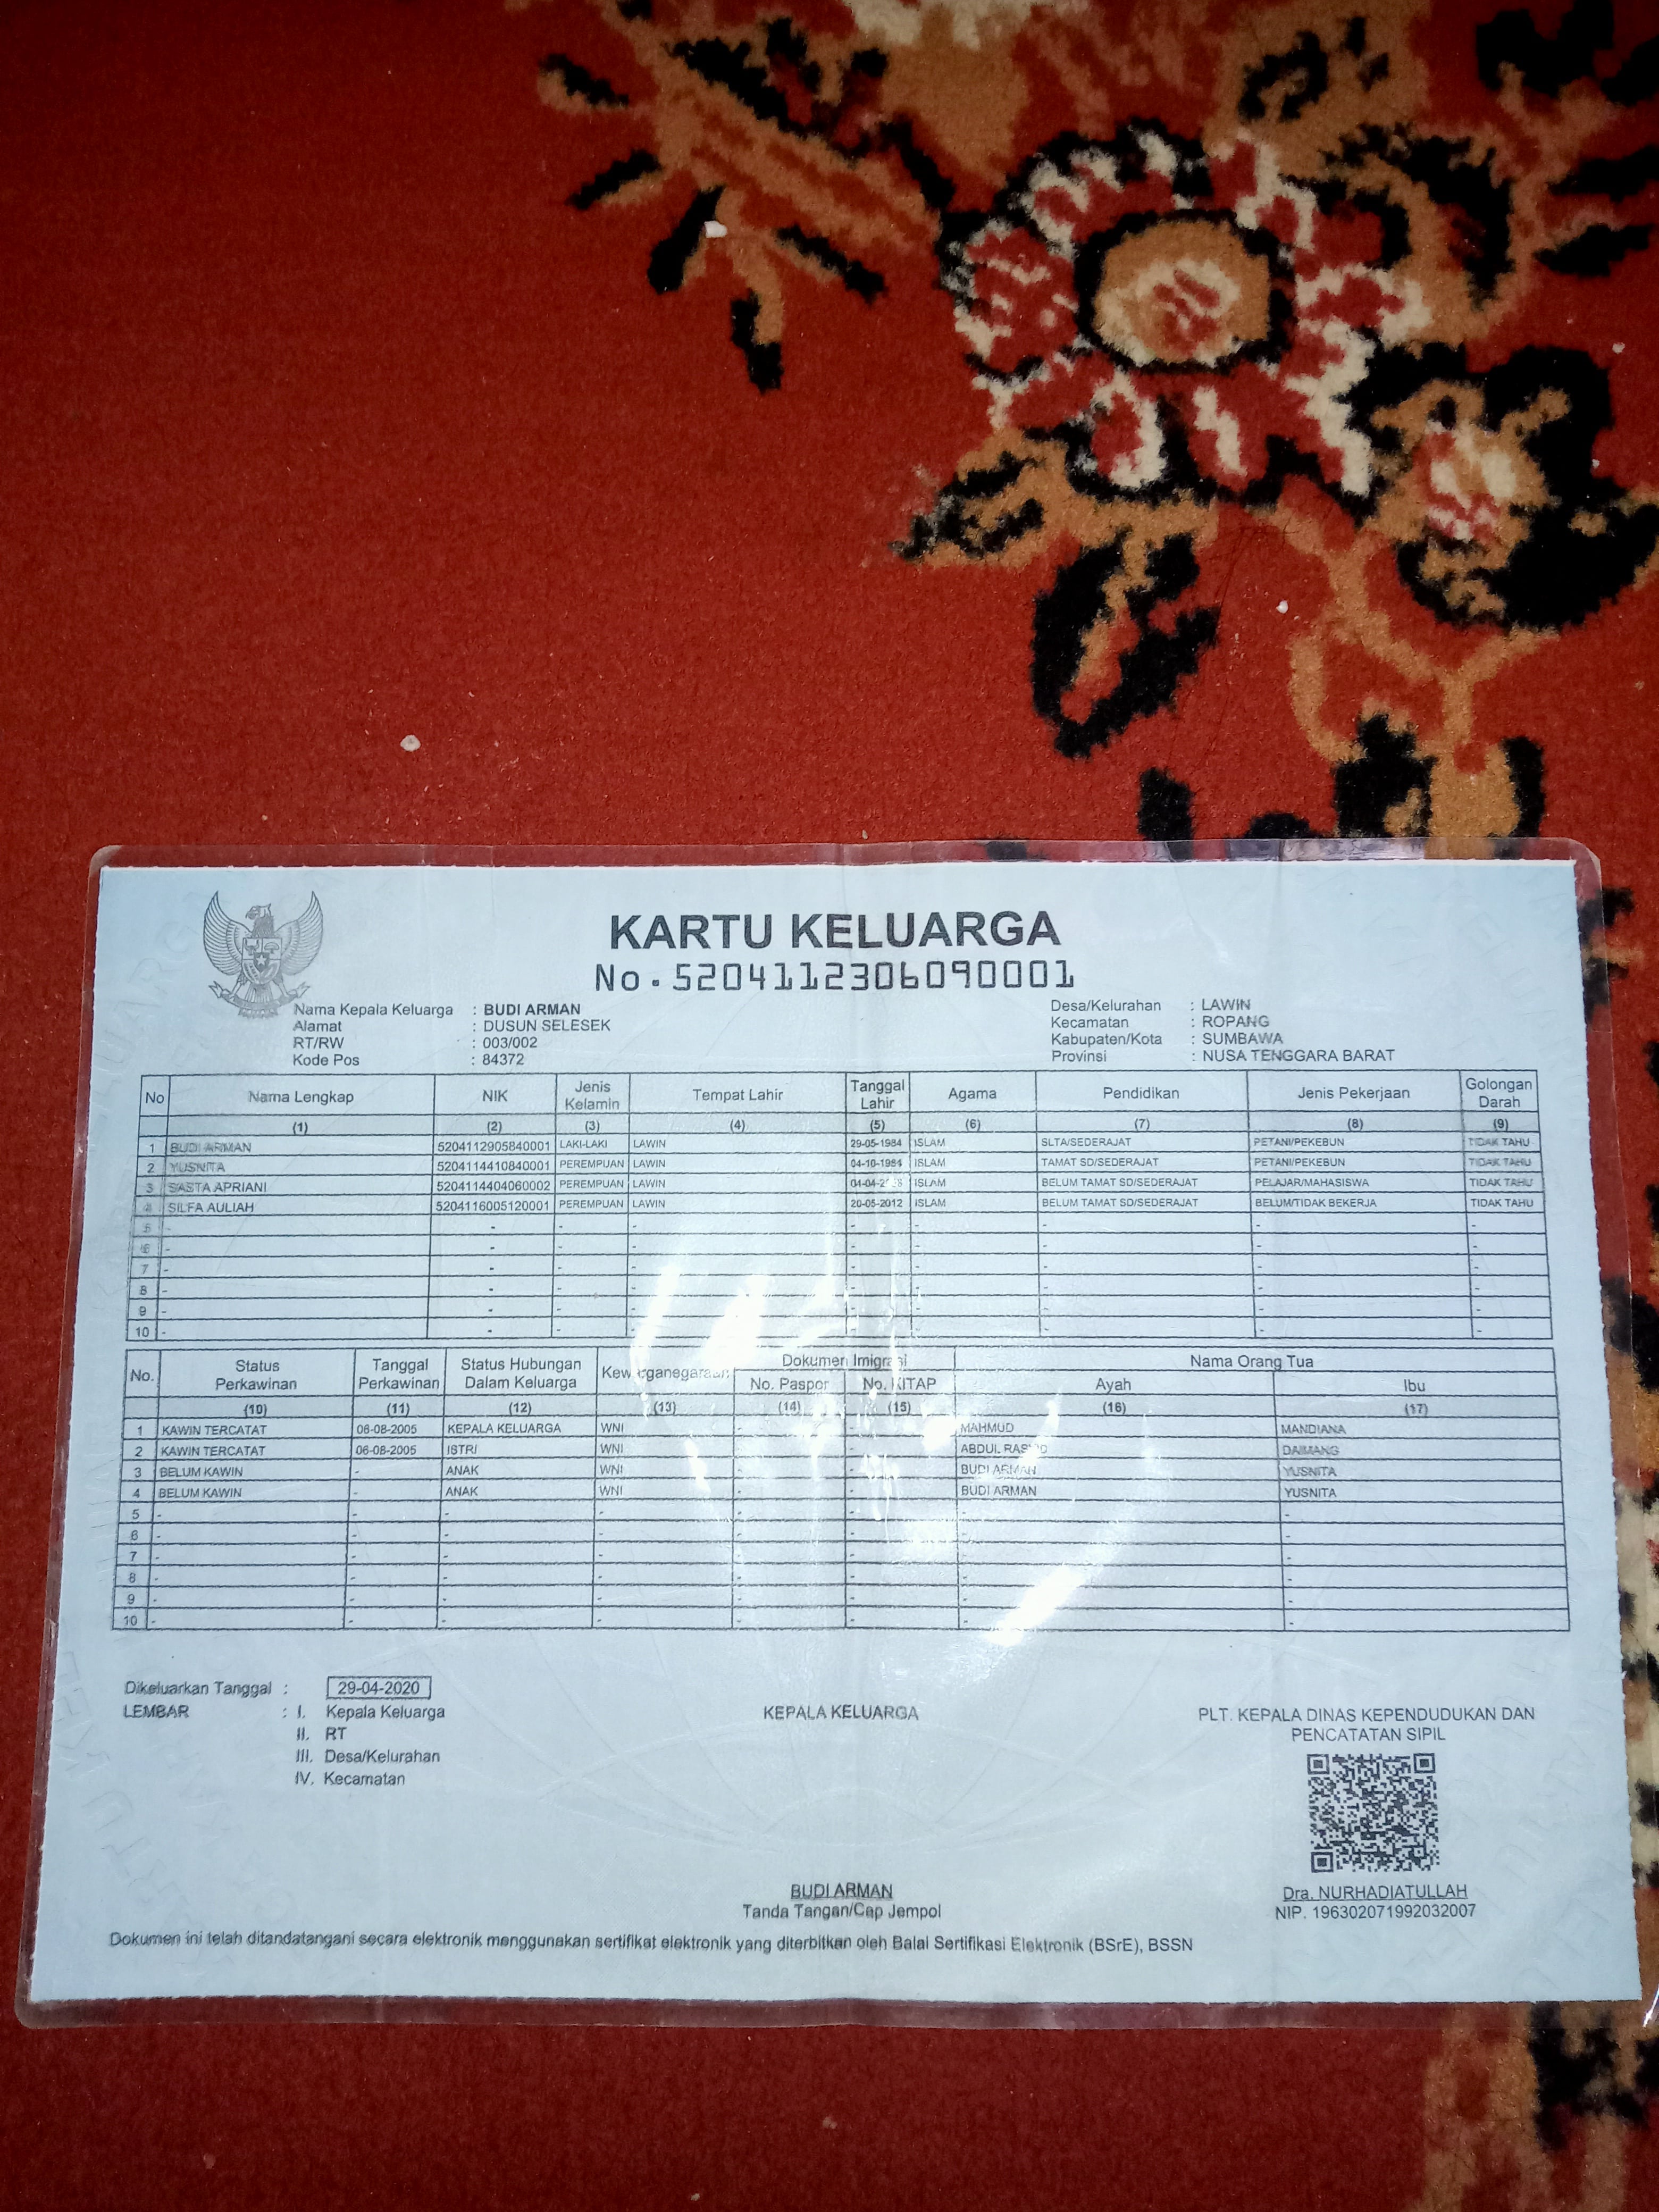 KARTU KELUARGA
No. 5204112306090001
Nama Kepala Keluarga : BUDI ARMAN
Alamat : DUSUN SELESEK
RT/RW : 003/002
Kode Pos : 84372
Desa/Kelurahan : LAWIN
Kecamatan : ROPANG
Kabupaten/Kota : SUMBAWA
Provinsi : NUSA TENGGARA BARAT
No Nama Lengkap NIK Jenis Kelamin Tempat Lahir Tanggal Lahir Agama Pendidikan Jenis Pekerjaan Golongan Darah
(1) (2) (3) (4) (5) (6) (7) (8) (9)
1 BUDI ARMAN 5204112905840001 LAKI-LAKI LAWIN 29-05-1984 ISLAM SLTA/SEDERAJAT PETANI/PEKEBUN TIDAK TAHU
2 YUSNITA 5204114410840001 PEREMPUAN LAWIN 04-10-1984 ISLAM TAMAT SD/SEDERAJAT PETANI/PEKEBUN TIDAK TAHU
3 SASTA APRIANI 5204114404060002 PEREMPUAN LAWIN ISLAM BELUM TAMAT SD/SEDERAJAT PELAJAR/MAHASISWA TIDAK TAHU
4 SILFA AULIAH 5204116005120001 PEREMPUAN LAWIN 20-05-2012 ISLAM BELUM TAMAT SD/SEDERAJAT BELUM/TIDAK BEKERJA TIDAK TAHU
5 - - - - - - - - -
6 - - - - - - - - -
7 - - - - - - - - -
8 - - - - - - - - -
9 - - - - - - - - -
10 - - - - - - - - -
No. Status Perkawinan Tanggal Perkawinan Status Hubungan Dalam Keluarga Kewarganegaraan Dokumen Imigrasi Nama Orang Tua
No. Paspor No. KITAP Ayah Ibu
(10) (11) (12) (13) (14) (15) (16) (17)
1 KAWIN TERCATAT 06-08-2005 KEPALA KELUARGA WNI - - MAHMUD MANDIANA
2 KAWIN TERCATAT 06-08-2005 ISTRI WNI - - ABDUL DAIMANG
3 BELUM KAWIN - ANAK WNI - - BUDI ARMAN YUSNITA
4 BELUM KAWIN - ANAK WNI - - BUDI ARMAN YUSNITA
5 - - - - - - - -
6 - - - - - - - -
7 - - - - - - - -
8 - - - - - - - -
9 - - - - - - - -
10 - - - - - - - -
Dikeluarkan Tanggal : 29-04-2020
LEMBAR : I. Kepala Keluarga
II. RT
III. Desa/Kelurahan
IV. Kecamatan
KEPALA KELUARGA
BUDI ARMAN
Tanda Tangan/Cap Jempol
PLT. KEPALA DINAS KEPENDUDUKAN DAN
PENCATATAN SIPIL
Dra. NURHADIATULLAH
NIP. 196302071992032007
Dokumen ini telah ditandatangani secara elektronik menggunakan sertifikat elektronik yang diterbitkan oleh Balai Sertifikasi Elektronik (BSrE), BSSN